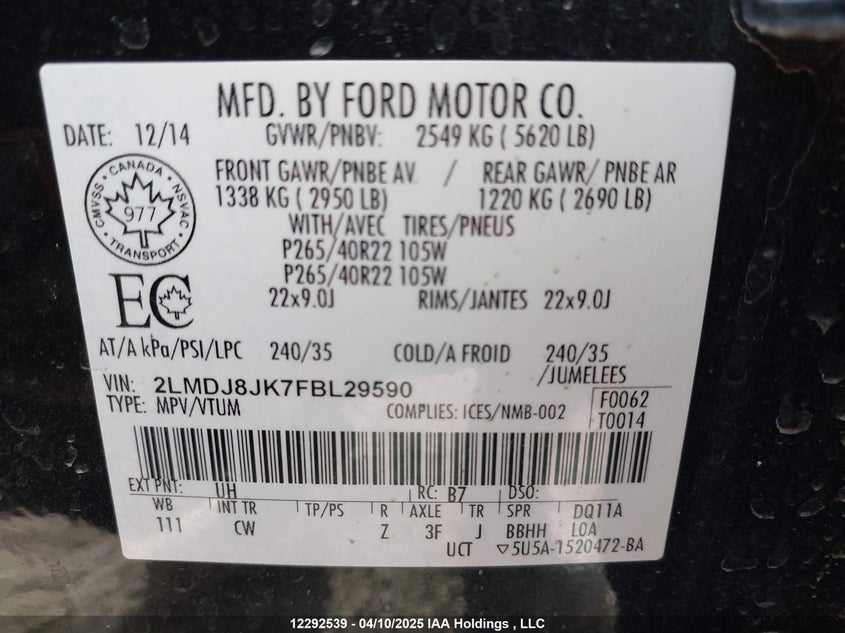 MFD. BY FORD MOTOR CO.
DATE: 12/14 GVWR/PNBV: 2549 KG ( 5620 LB)
FRONT GAWR/PNBE AV / REAR GAWR/ PNBE AR
1338 KG ( 2950 LB) 1220 KG ( 2690 LB)
WITH/AVEC TIRES/PNEUS
P265/40R22 105W
P265/40R22 105W
22x9.0J RIMS/JANTES 22x9.0J
CANADA
CMVSS 977 NSVAC
TRANSPORT
EC
AT/A kPa/PSI/LPC 240/35 COLD/A FROID 240/35
/JUMELEES
VIN: 2LMDJ8JK7FBL29590
TYPE: MPV/VTUM COMPLIES: ICES/NMB-002
F0062
T0014
EXT PNT: UH RC: B7 DSO:
WB INT TR TP/PS R AXLE TR SPR DQ11A
111 CW Z 3F J BBHH LOA
UCT ▽5U5A-1520472-BA
12292539 - 04/10/2025 IAA Holdings , LLC